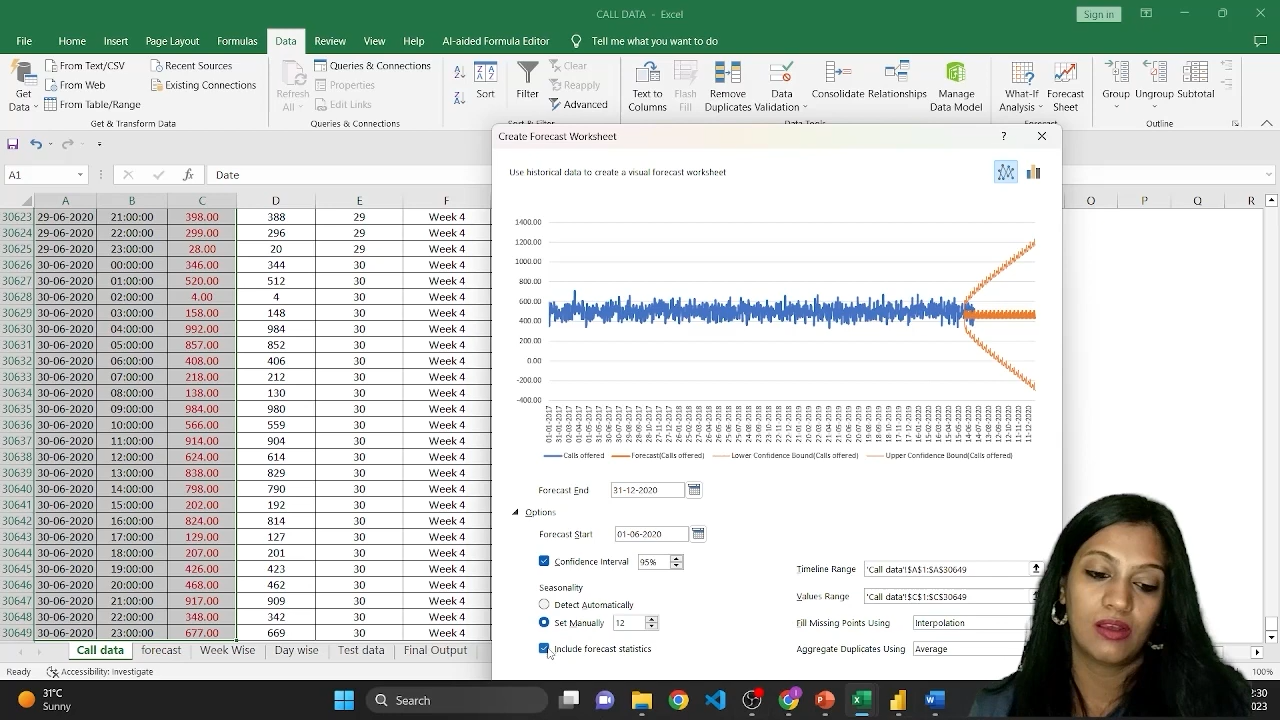 CALL DATA - Excel
Sign in
File Home Insert Page Layout Formulas Data Review View Help AI-aided Formula Editor Tell me what you want to do
Get Data
From Text/CSV
From Web
From Table/Range
Recent Sources
Existing Connections
Get & Transform Data
Refresh All
Queries & Connections
Properties
Edit Links
Queries & Connections
Sort
Filter
Clear
Reapply
Advanced
Sort & Filter
Text to Columns
Flash Fill
Remove Duplicates
Data Validation
Consolidate
Relationships
Manage Data Model
Data Tools
What-If Analysis
Forecast Sheet
Group
Ungroup
Subtotal
Outline
A1
fx
Date
A B C D E F O P Q R
30623 29-06-2020 21:00:00 398.00 388 29 Week 4
30624 29-06-2020 22:00:00 299.00 296 29 Week 4
30625 29-06-2020 23:00:00 28.00 20 29 Week 4
30626 30-06-2020 00:00:00 346.00 344 30 Week 4
30627 30-06-2020 01:00:00 520.00 512 30 Week 4
30628 30-06-2020 02:00:00 4.00 4 30 Week 4
30629 30-06-2020 03:00:00 158.00 148 30 Week 4
30630 30-06-2020 04:00:00 992.00 984 30 Week 4
30631 30-06-2020 05:00:00 857.00 852 30 Week 4
30632 30-06-2020 06:00:00 408.00 406 30 Week 4
30633 30-06-2020 07:00:00 218.00 212 30 Week 4
30634 30-06-2020 08:00:00 138.00 130 30 Week 4
30635 30-06-2020 09:00:00 984.00 980 30 Week 4
30636 30-06-2020 10:00:00 566.00 559 30 Week 4
30637 30-06-2020 11:00:00 914.00 904 30 Week 4
30638 30-06-2020 12:00:00 624.00 614 30 Week 4
30639 30-06-2020 13:00:00 838.00 829 30 Week 4
30640 30-06-2020 14:00:00 798.00 790 30 Week 4
30641 30-06-2020 15:00:00 202.00 192 30 Week 4
30642 30-06-2020 16:00:00 824.00 814 30 Week 4
30643 30-06-2020 17:00:00 129.00 127 30 Week 4
30644 30-06-2020 18:00:00 207.00 201 30 Week 4
30645 30-06-2020 19:00:00 426.00 423 30 Week 4
30646 30-06-2020 20:00:00 468.00 462 30 Week 4
30647 30-06-2020 21:00:00 917.00 909 30 Week 4
30648 30-06-2020 22:00:00 348.00 342 30 Week 4
30649 30-06-2020 23:00:00 677.00 669 30 Week 4
Create Forecast Worksheet
?
Use historical data to create a visual forecast worksheet
1400.00
1200.00
1000.00
800.00
600.00
400.00
200.00
0.00
-200.00
-400.00
Calls offered Forecast(Calls offered) Lower Confidence Bound(Calls offered) Upper Confidence Bound(Calls offered)
Forecast End 31-12-2020
Options
Forecast Start 01-06-2020
Confidence Interval 95%
Seasonality
Detect Automatically
Set Manually 12
Include forecast statistics
Timeline Range 'Call data'!$A$1:$A$30649
Values Range 'Call data'!$C$1:$C$30649
Fill Missing Points Using Interpolation
Aggregate Duplicates Using Average
Call data forecast Week Wise Day wise Test data Final Output
Ready Accessibility: Investigate
100%
31°C
Sunny
Search
2:30
023